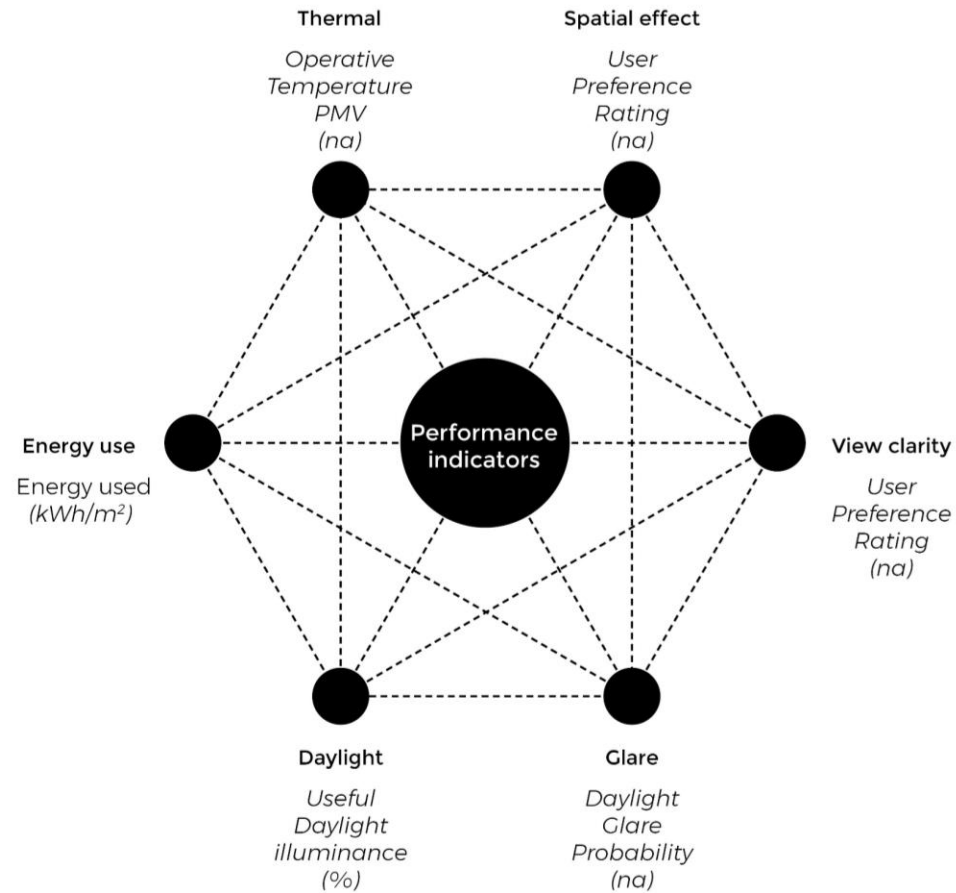 Thermal
Operative
Temperature
PMV
(na)
Spatial effect
User
Preference
Rating
(na)
Energy use
Energy used
(kWh/m²)
Performance
indicators
View clarity
User
Preference
Rating
(na)
Daylight
Useful
Daylight
illuminance
(%)
Glare
Daylight
Glare
Probability
(na)